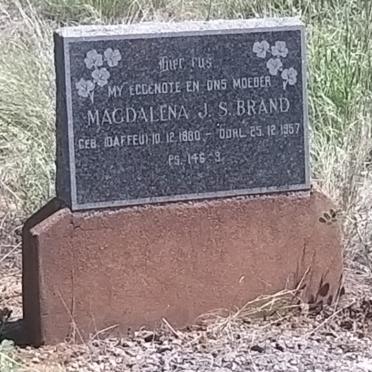 Hier rus
MY EGGENOTE EN ONS MOEDER
MAGDALENA J. S. BRAND
GEB. (DAFFEU) 10.12.1880 – OORL. 25.12.1957
PS. 146-3.